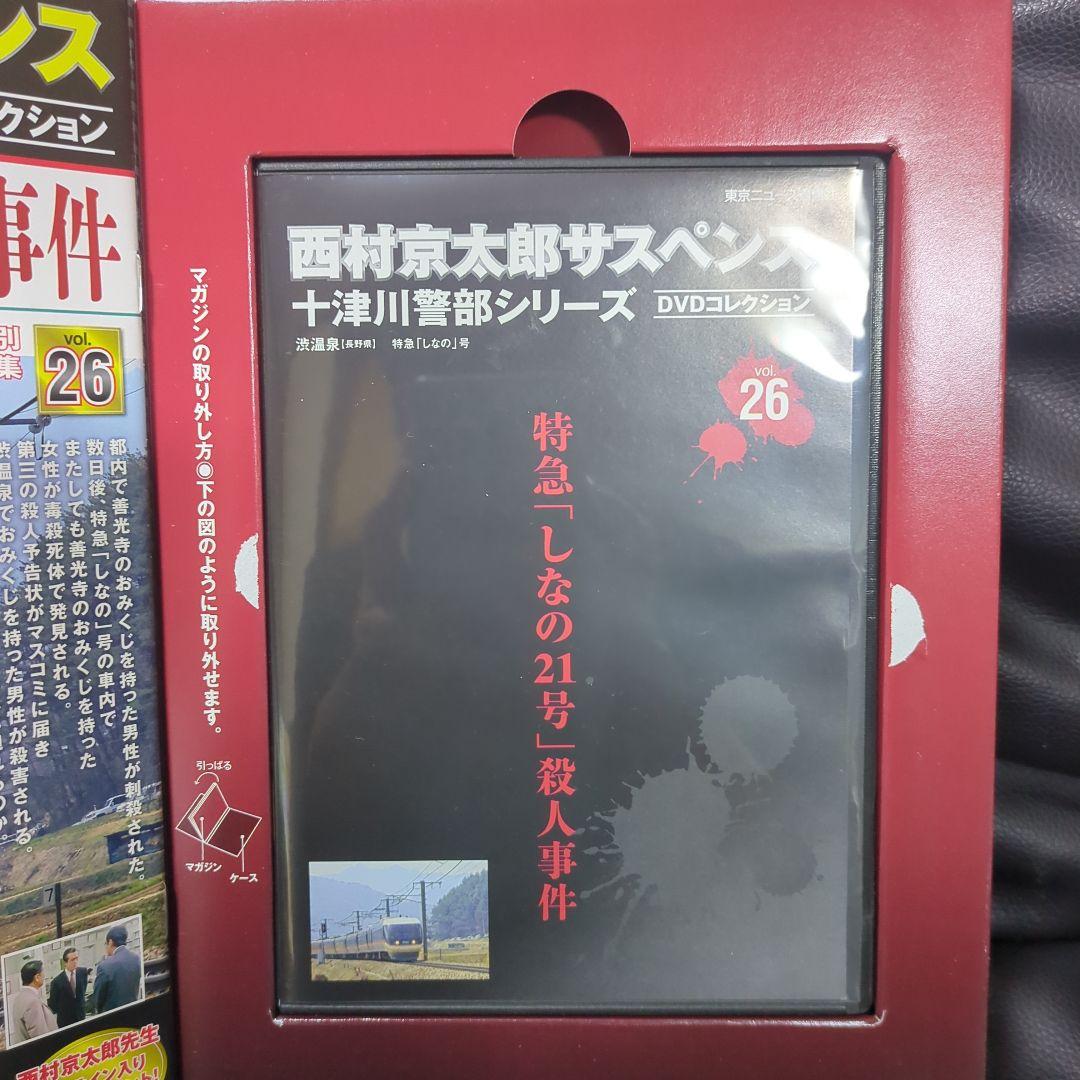 ンス
クション
事件
別
集
vol.
26
都内で善光寺のおみくじを持った男性が刺殺された。
数日後、特急「しなの」号の車内で
またしても善光寺のおみくじを持った
女性が毒殺死体で発見される。
第三の殺人予告状がマスコミに届き
渋温泉でおみくじを持った男性が殺害される。
7
西村京太郎先生
イン入り
マガジンの取り外し方●下の図のように取り外せます。
引っぱる
マガジン
ケース
東京ニュース
西村京太郎サスペンス
十津川警部シリーズ DVDコレクション
渋温泉【長野県】 特急「しなの」号
vol.
26
特急「しなの21号」殺人事件